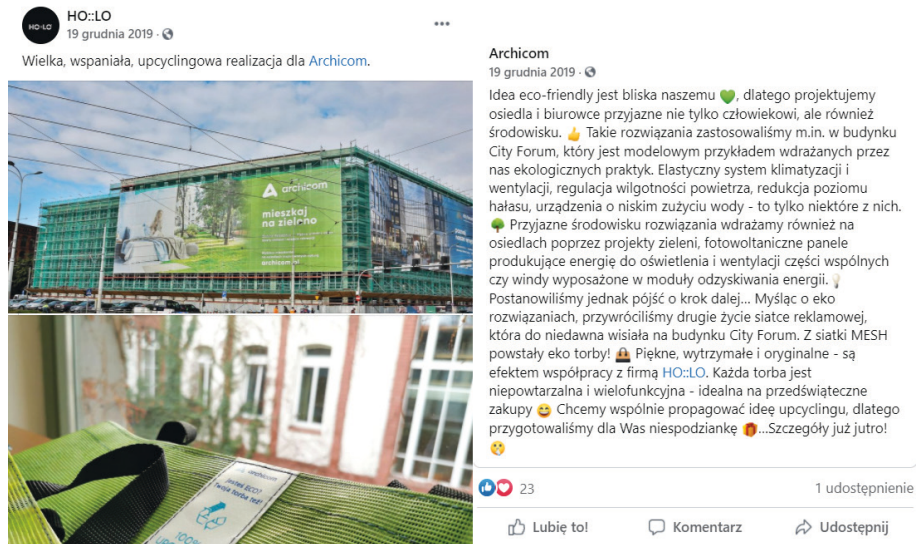 HO::LO
19 grudnia 2019
Wielka, wspaniała, upcyclingowa realizacja dla Archicom.
archicom
mieszkaj
na zielono
archicom.pl
archicom
Jesteś ECO?
Twoja torba też!
100%
Archicom
19 grudnia 2019
Idea eco-friendly jest bliska naszemu 💚, dlatego projektujemy
osiedla i biurowce przyjazne nie tylko człowiekowi, ale również
środowisku. 👍 Takie rozwiązania zastosowaliśmy m.in. w budynku
City Forum, który jest modelowym przykładem wdrażanych przez
nas ekologicznych praktyk. Elastyczny system klimatyzacji i
wentylacji, regulacja wilgotności powietrza, redukcja poziomu
hałasu, urządzenia o niskim zużyciu wody - to tylko niektóre z nich.
🌳 Przyjazne środowisku rozwiązania wdrażamy również na
osiedlach poprzez projekty zieleni, fotowoltaniczne panele
produkujące energię do oświetlenia i wentylacji części wspólnych
czy windy wyposażone w moduły odzyskiwania energii.💡
Postanowiliśmy jednak pójść o krok dalej... Myśląc o eko
rozwiązaniach, przywróciliśmy drugie życie siatce reklamowej,
która do niedawna wisiała na budynku City Forum. Z siatki MESH
powstały eko torby! 👜 Piękne, wytrzymałe i oryginalne - są
efektem współpracy z firmą HO::LO. Każda torba jest
niepowtarzalna i wielofunkcyjna - idealna na przedświąteczne
zakupy 😄 Chcemy wspólnie propagować ideę upcyclingu, dlatego
przygotowaliśmy dla Was niespodziankę 🎁...Szczegóły już jutro!
🤫
23
1 udostępnienie
Lubię to!
Komentarz
Udostępnij